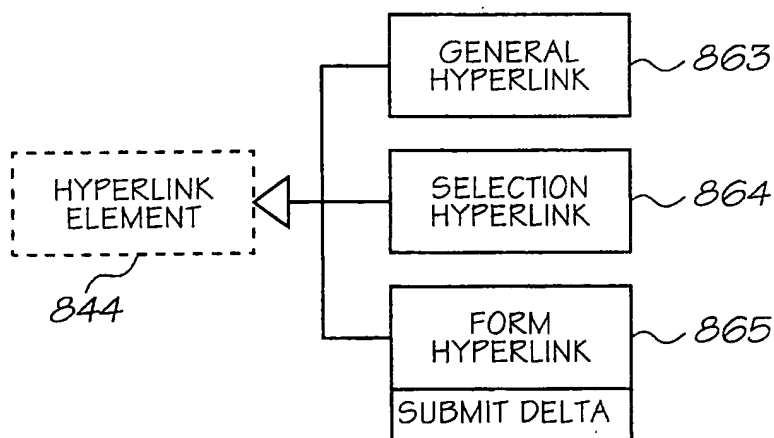 GENERAL
HYPERLINK
863
HYPERLINK
ELEMENT
844
SELECTION
HYPERLINK
864
FORM
HYPERLINK
865
SUBMIT DELTA